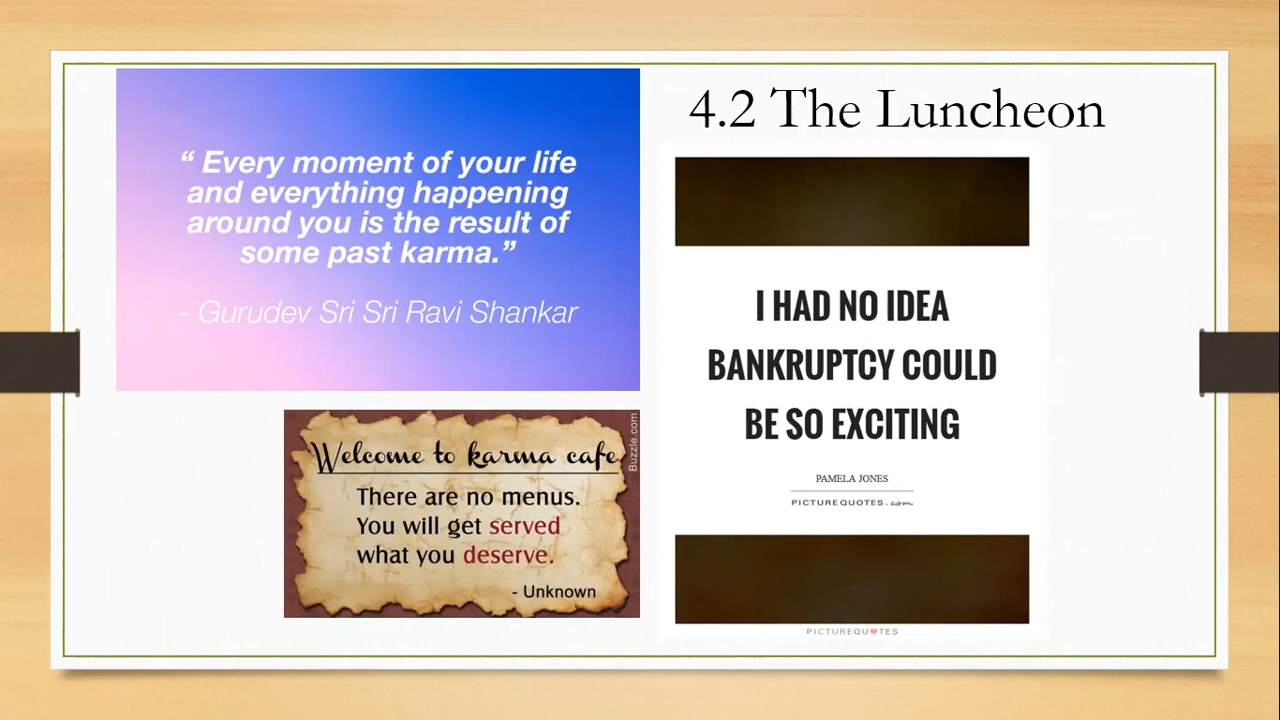 4.2 The Luncheon
“ Every moment of your life
and everything happening
around you is the result of
some past karma.”
- Gurudev Sri Sri Ravi Shankar
Welcome to karma cafe
There are no menus.
You will get served
what you deserve.
- Unknown
Buzzle.com
I HAD NO IDEA
BANKRUPTCY COULD
BE SO EXCITING
PAMELA JONES
PICTUREQUOTES.com
PICTUREQU♥TES